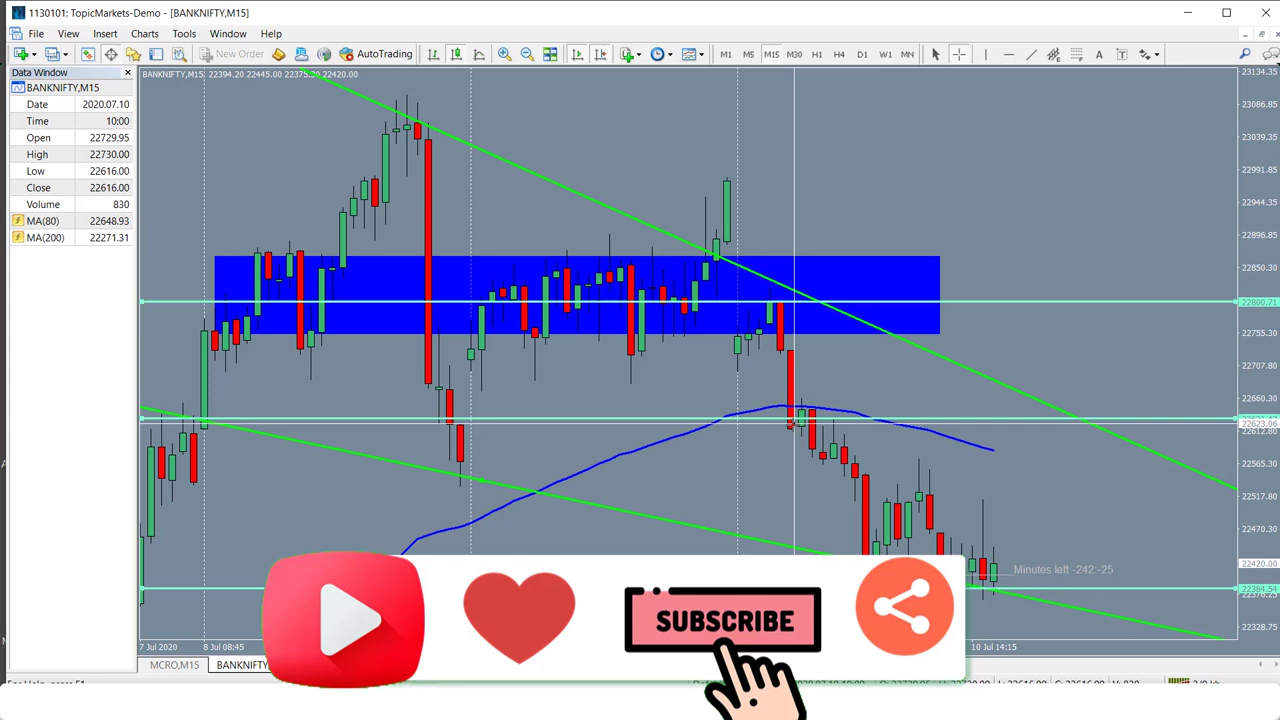 1130101: TopicMarkets-Demo - [BANKNIFTY,M15]
File View Insert Charts Tools Window Help
New Order AutoTrading M1 M5 M15 M30 H1 H4 D1 W1 MN A T
Data Window
BANKNIFTY,M15
Date 2020.07.10
Time 10:00
Open 22729.95
High 22730.00
Low 22616.00
Close 22616.00
Volume 830
MA(80) 22648.93
MA(200) 22271.31
BANKNIFTY,M15 22394.20 22445.00 22375.30 22420.00
23134.35
23086.85
23039.35
22991.85
22944.35
22896.85
22850.30
22800.71
22755.30
22707.80
22660.30
22623.06
22612.80
22565.30
22517.80
22470.30
22420.00
22384.54
22328.75
Minutes left -242:-25
7 Jul 2020 8 Jul 08:45 10 Jul 14:15
MCRO,M15 BANKNIFTY
SUBSCRIBE